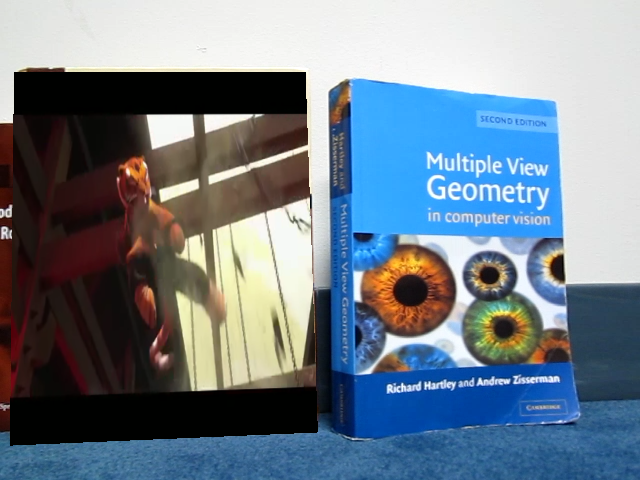 SECOND EDITION
Multiple View
Geometry
in computer vision
Richard Hartley and Andrew Zisserman
CAMBRIDGE
Hartley and
Zisserman
Multiple View Geometry